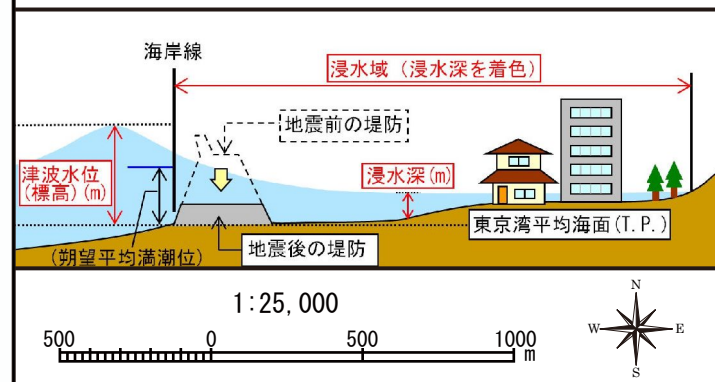 海岸線
浸水域（浸水深を着色）
地震前の堤防
津波水位
(標高)(m)
浸水深(m)
東京湾平均海面(T.P.)
地震後の堤防
(朔望平均満潮位)
1:25,000
500 0 500 1000
m
N
W E
S